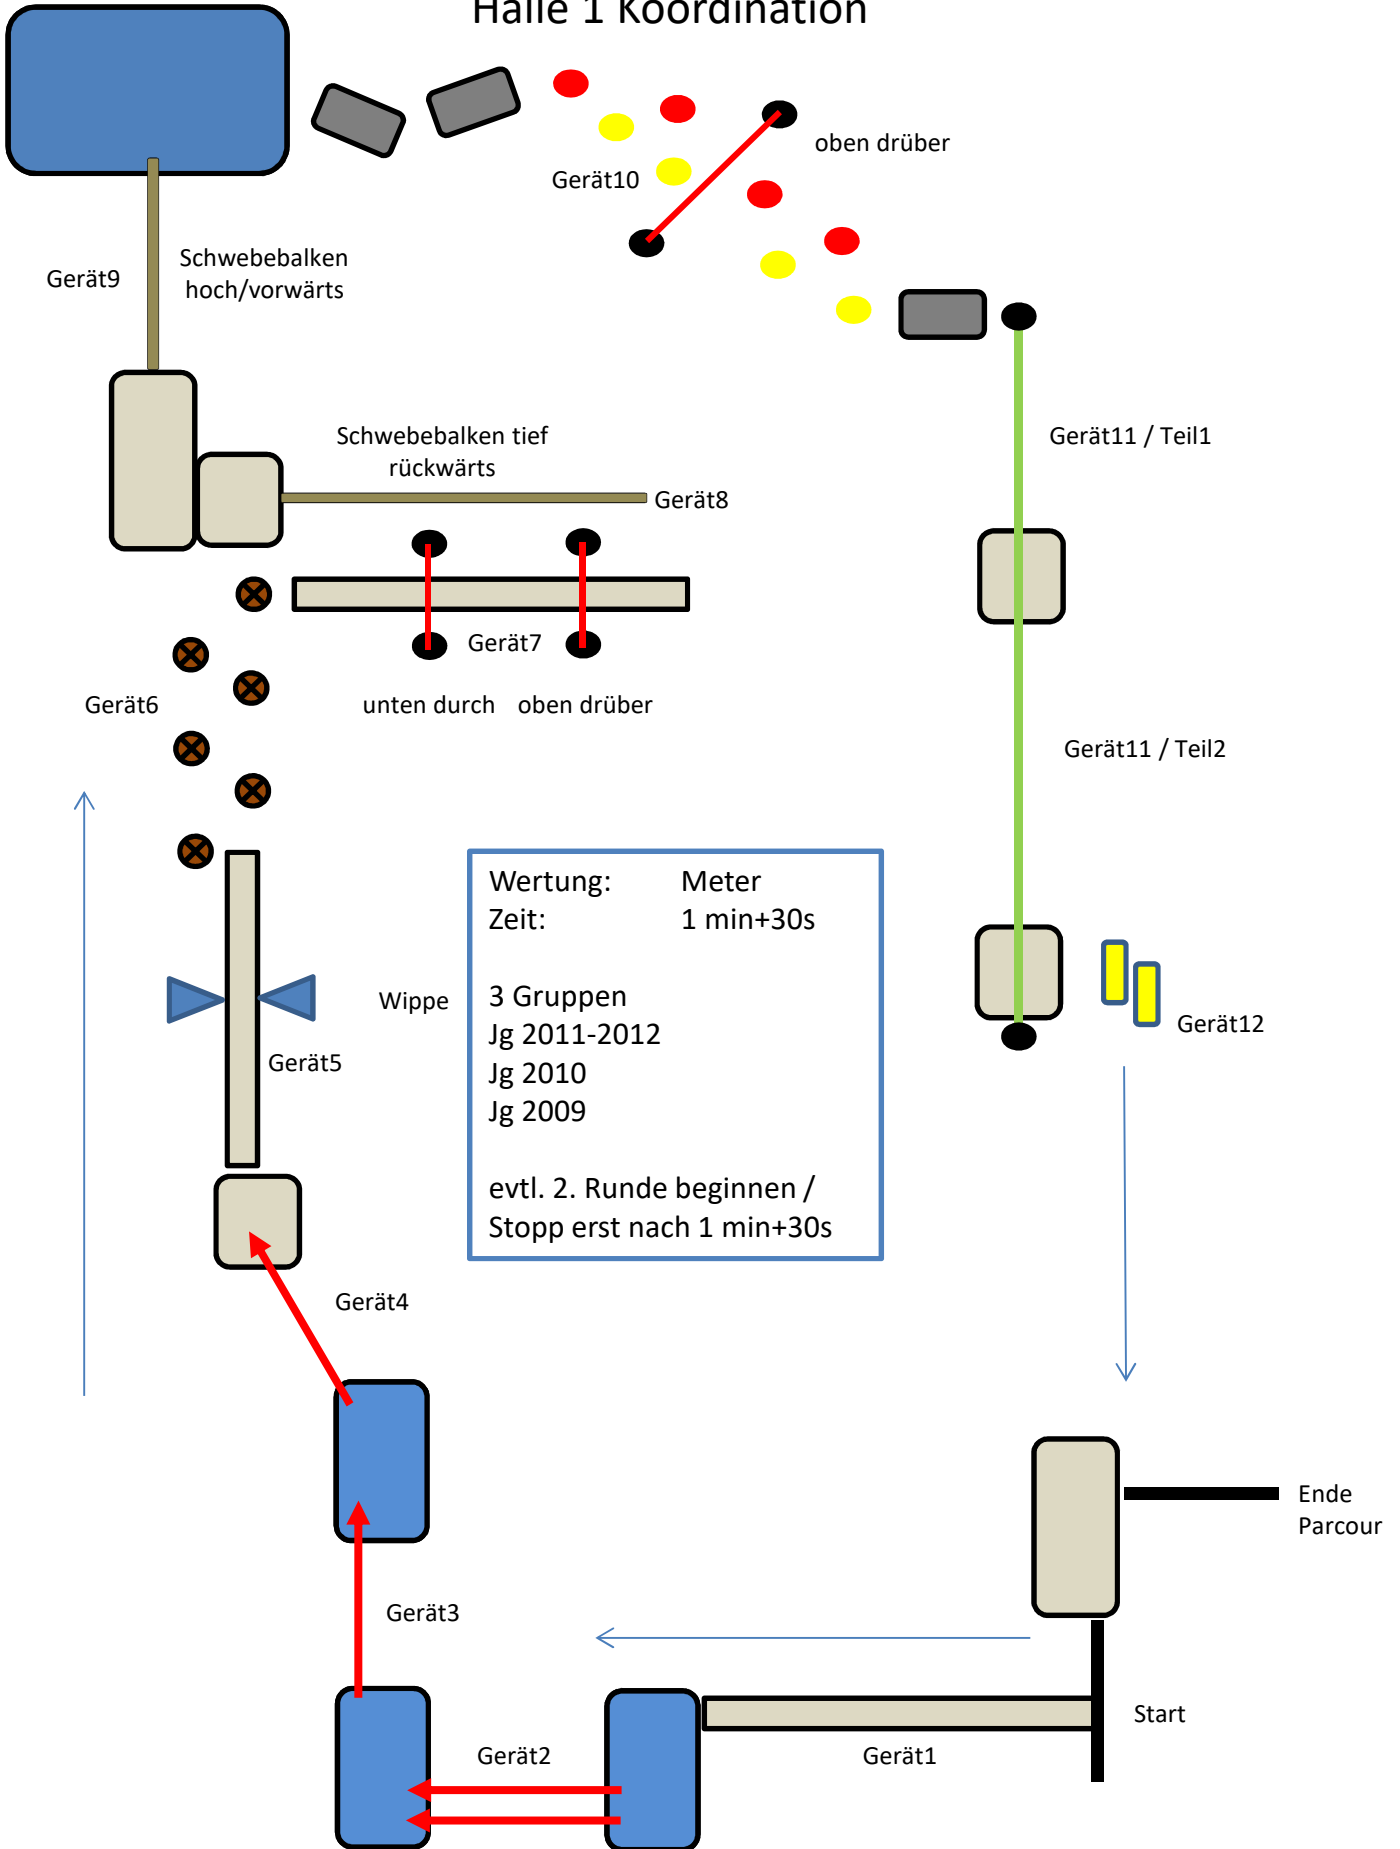 Halle 1 Koordination
oben drüber
Gerät10
Schwebebalken
hoch/vorwärts
Gerät9
Schwebebalken tief
rückwärts
Gerät8
Gerät11 / Teil1
Gerät7
unten durch oben drüber
Gerät6
Gerät11 / Teil2
Wertung: Meter
Zeit: 1 min+30s
3 Gruppen
Jg 2011-2012
Jg 2010
Jg 2009
evtl. 2. Runde beginnen /
Stopp erst nach 1 min+30s
Wippe
Gerät5
Gerät12
Gerät4
Ende
Parcour
Gerät3
Start
Gerät2
Gerät1